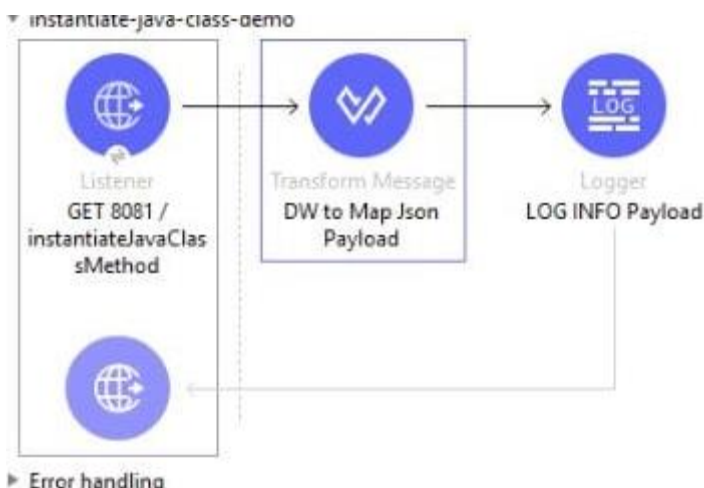 instantiate-java-class-demo
Listener
GET 8081 /
instantiateJavaClas
sMethod
Transform Message
DW to Map Json
Payload
LOG
Logger
LOG INFO Payload
Error handling